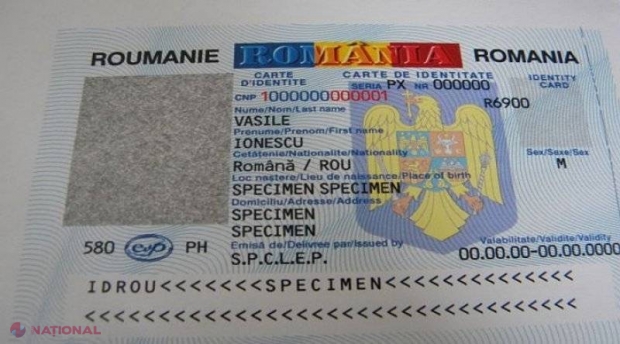 ROUMANIE ROMÂNIA ROMANIA
CARTE D'IDENTITE CARTE DE IDENTITATE IDENTITY CARD
SERIA PX NR 000000
CNP 1000000000001 R6900
Nume/Nom/Last name
VASILE
Prenume/Prenom/First name
IONESCU
Cetăţenie/Nationalite/Nationality Sex/Sexe/Sex
Română / ROU M
Loc naştere/Lieu de naissance/Place of birth
SPECIMEN SPECIMEN
Domiciliu/Adresse/Address
SPECIMEN
SPECIMEN
580 PH
Emisă de/Delivree par/Issued by Valabilitate/Validite/Validity
S.P.C.L.E.P. 00.00.00-00.00.0000
IDROU<<<<<<<SPECIMEN<<<<<<<<<<<<<<<
<<<<<<<<<<<<<<<<<<<<<<<<<<<<<<<<<<<<
NAŢIONAL